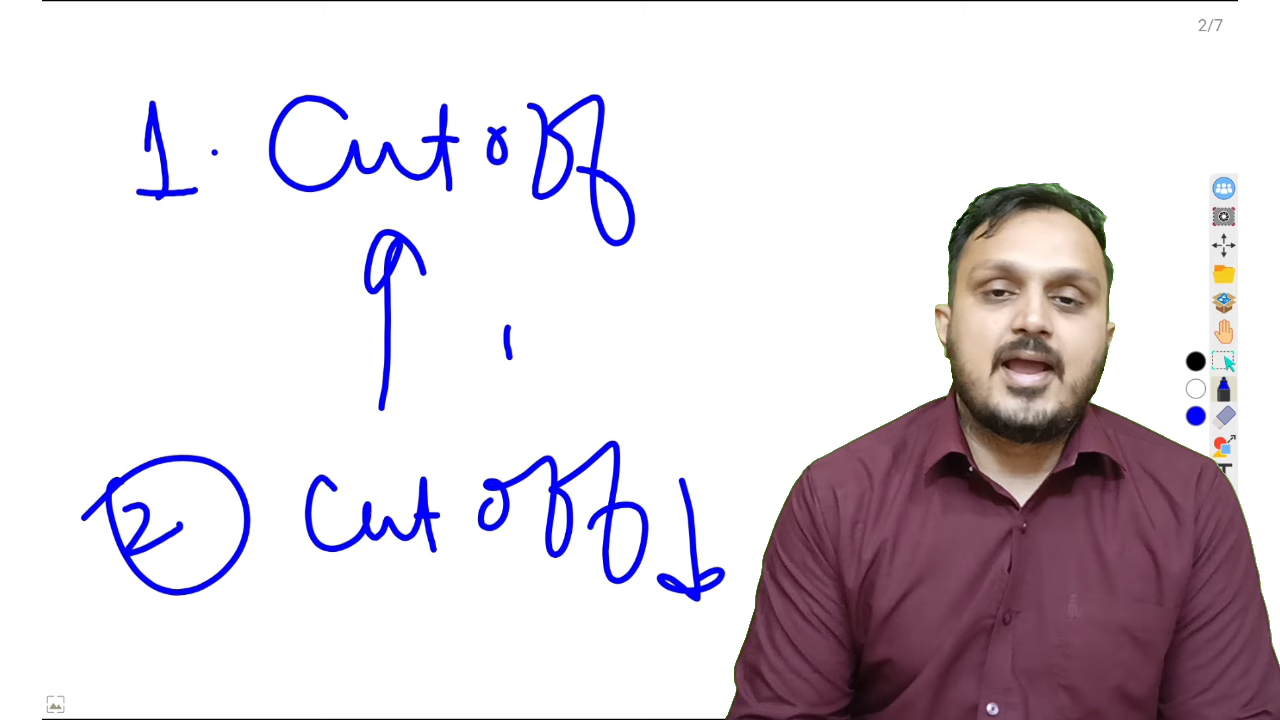 2/7
1. Cut off
↑
2 Cut off ↓